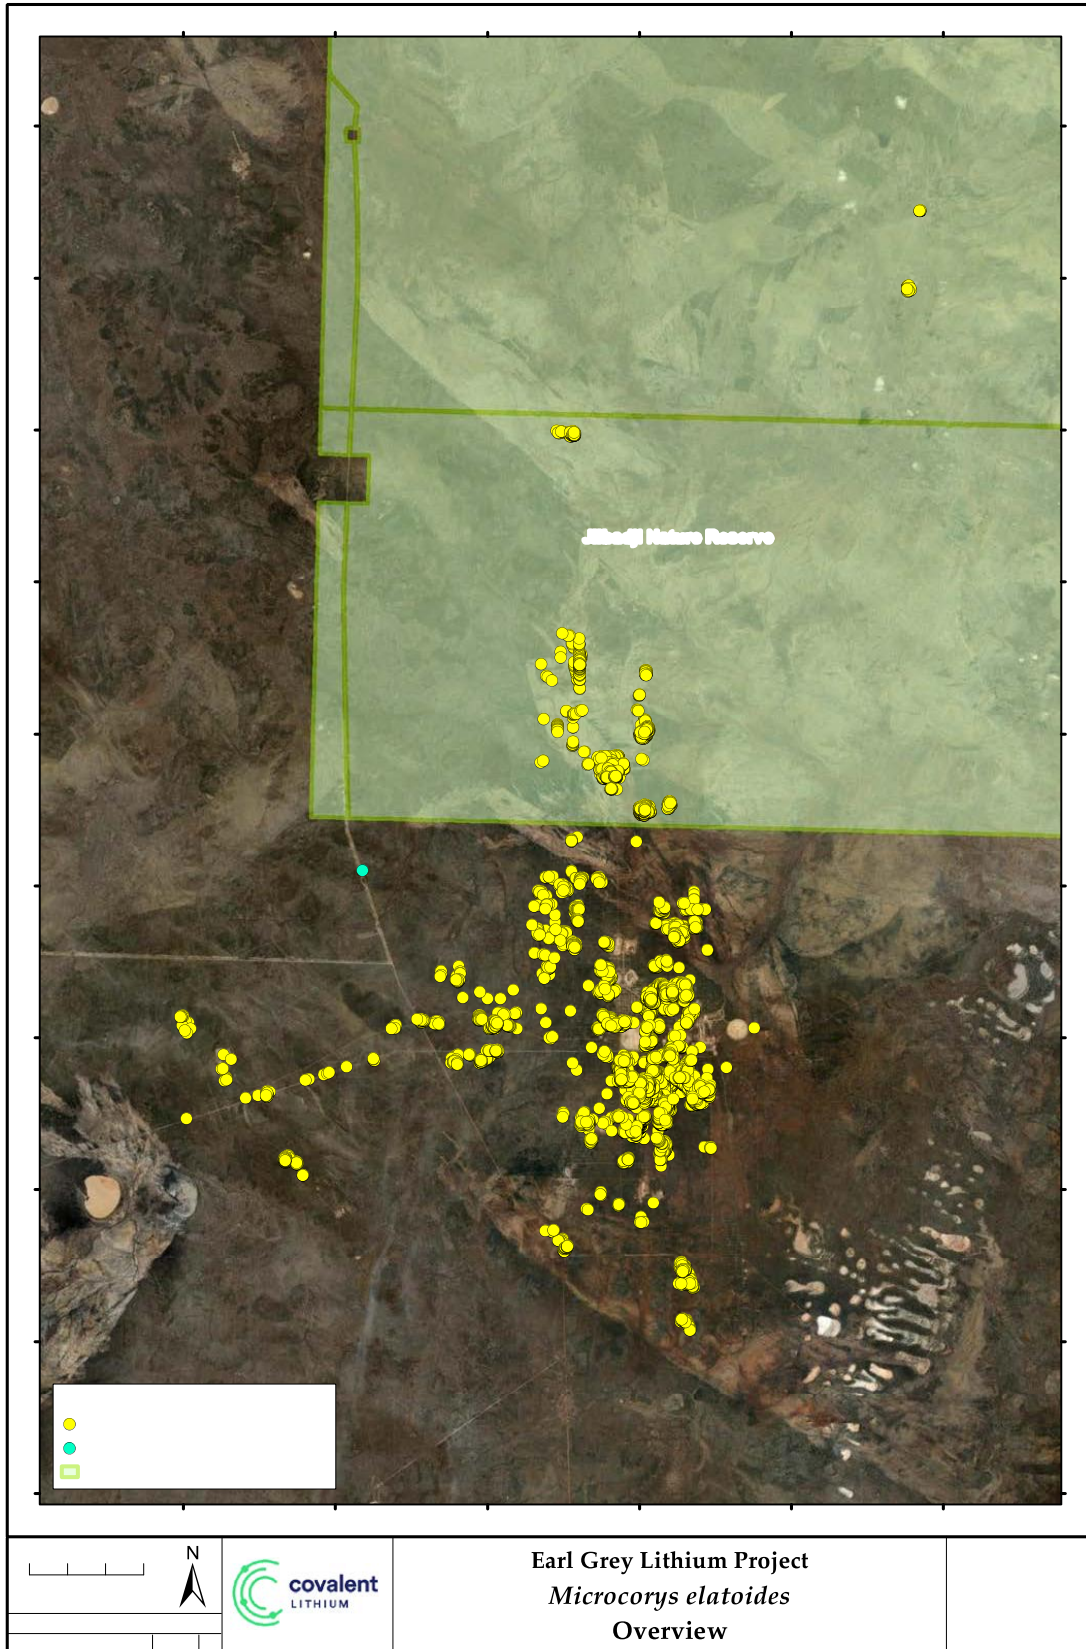 Jilbadji Nature Reserve
N
covalent
LITHIUM
Earl Grey Lithium Project
Microcorys elatoides
Overview